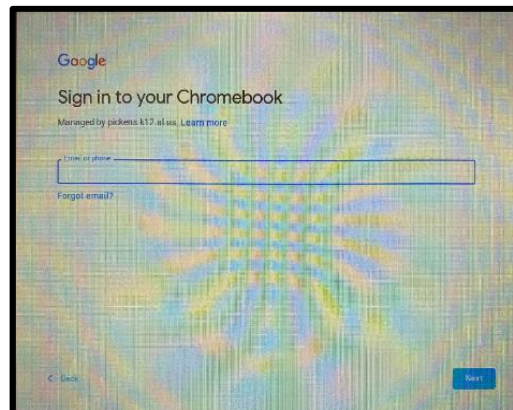 Google
Sign in to your Chromebook
Managed by pickens.k12.al.us. Learn more
Email or phone
Forgot email?
Back
Next